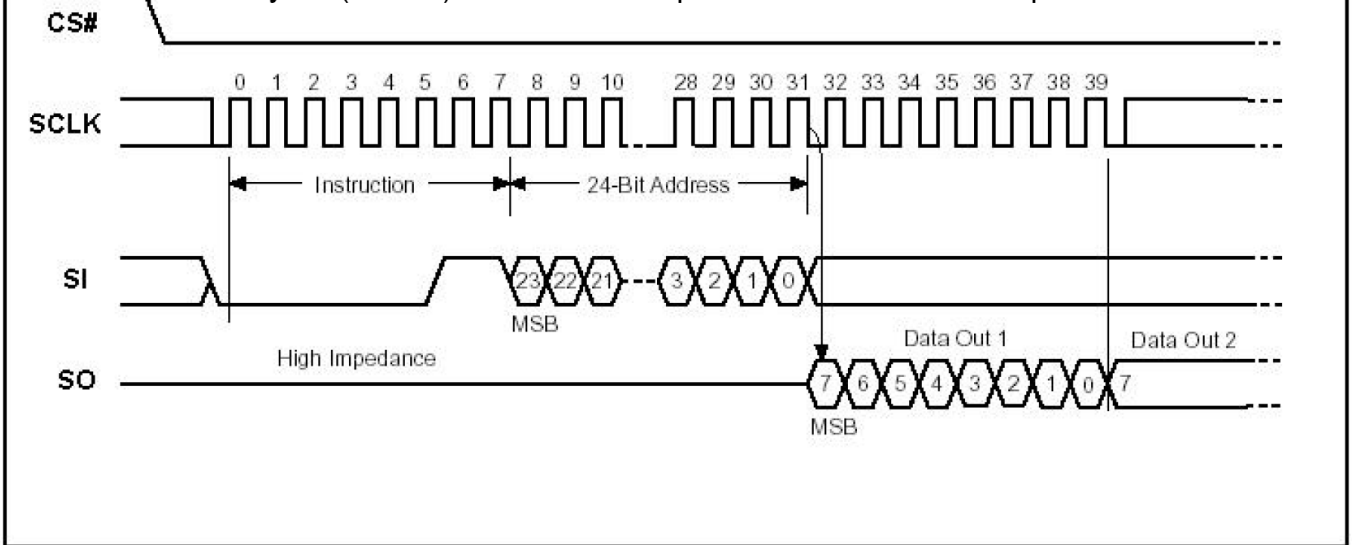 CS#
0 1 2 3 4 5 6 7 8 9 10 28 29 30 31 32 33 34 35 36 37 38 39
SCLK
Instruction 24-Bit Address
SI 23 22 21 3 2 1 0
MSB
High Impedance Data Out 1 Data Out 2
SO 7 6 5 4 3 2 1 0 7
MSB